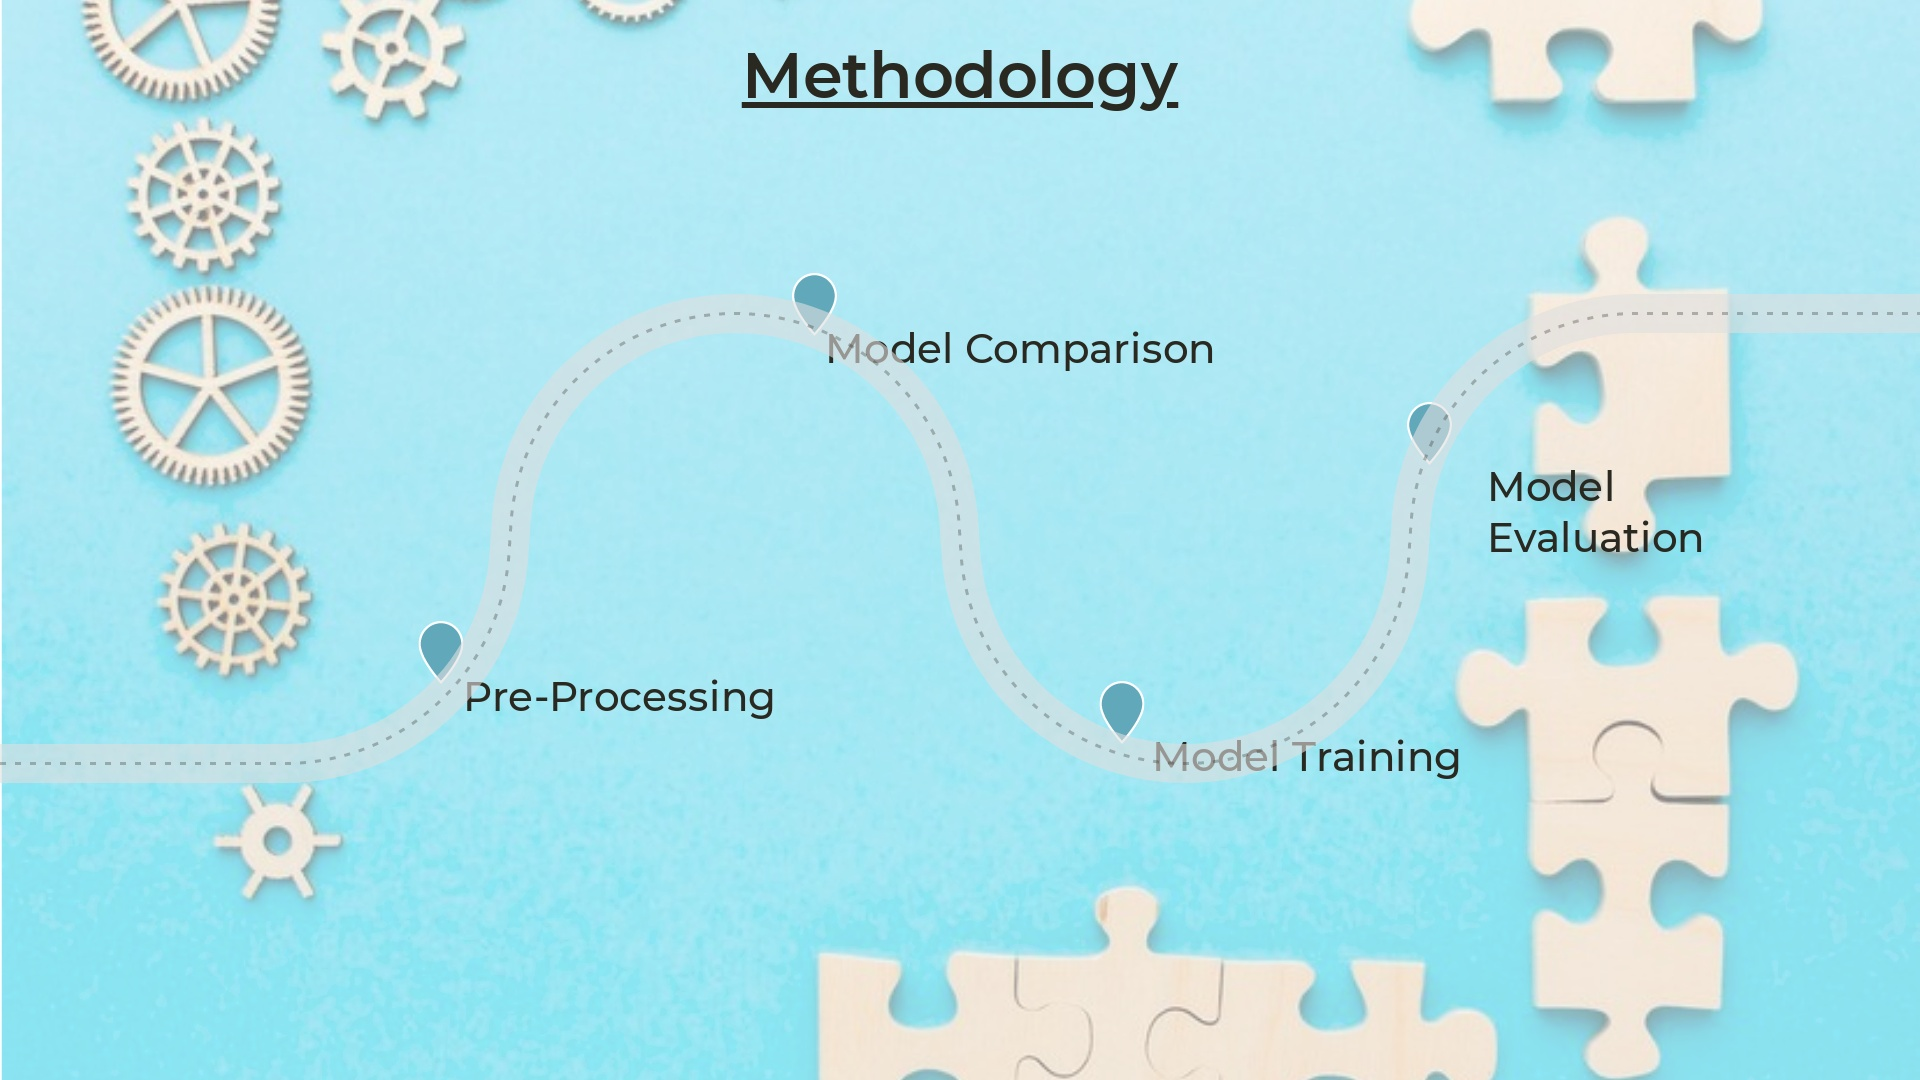 Methodology
Model Comparison
Model
Evaluation
Pre-Processing
Model Training